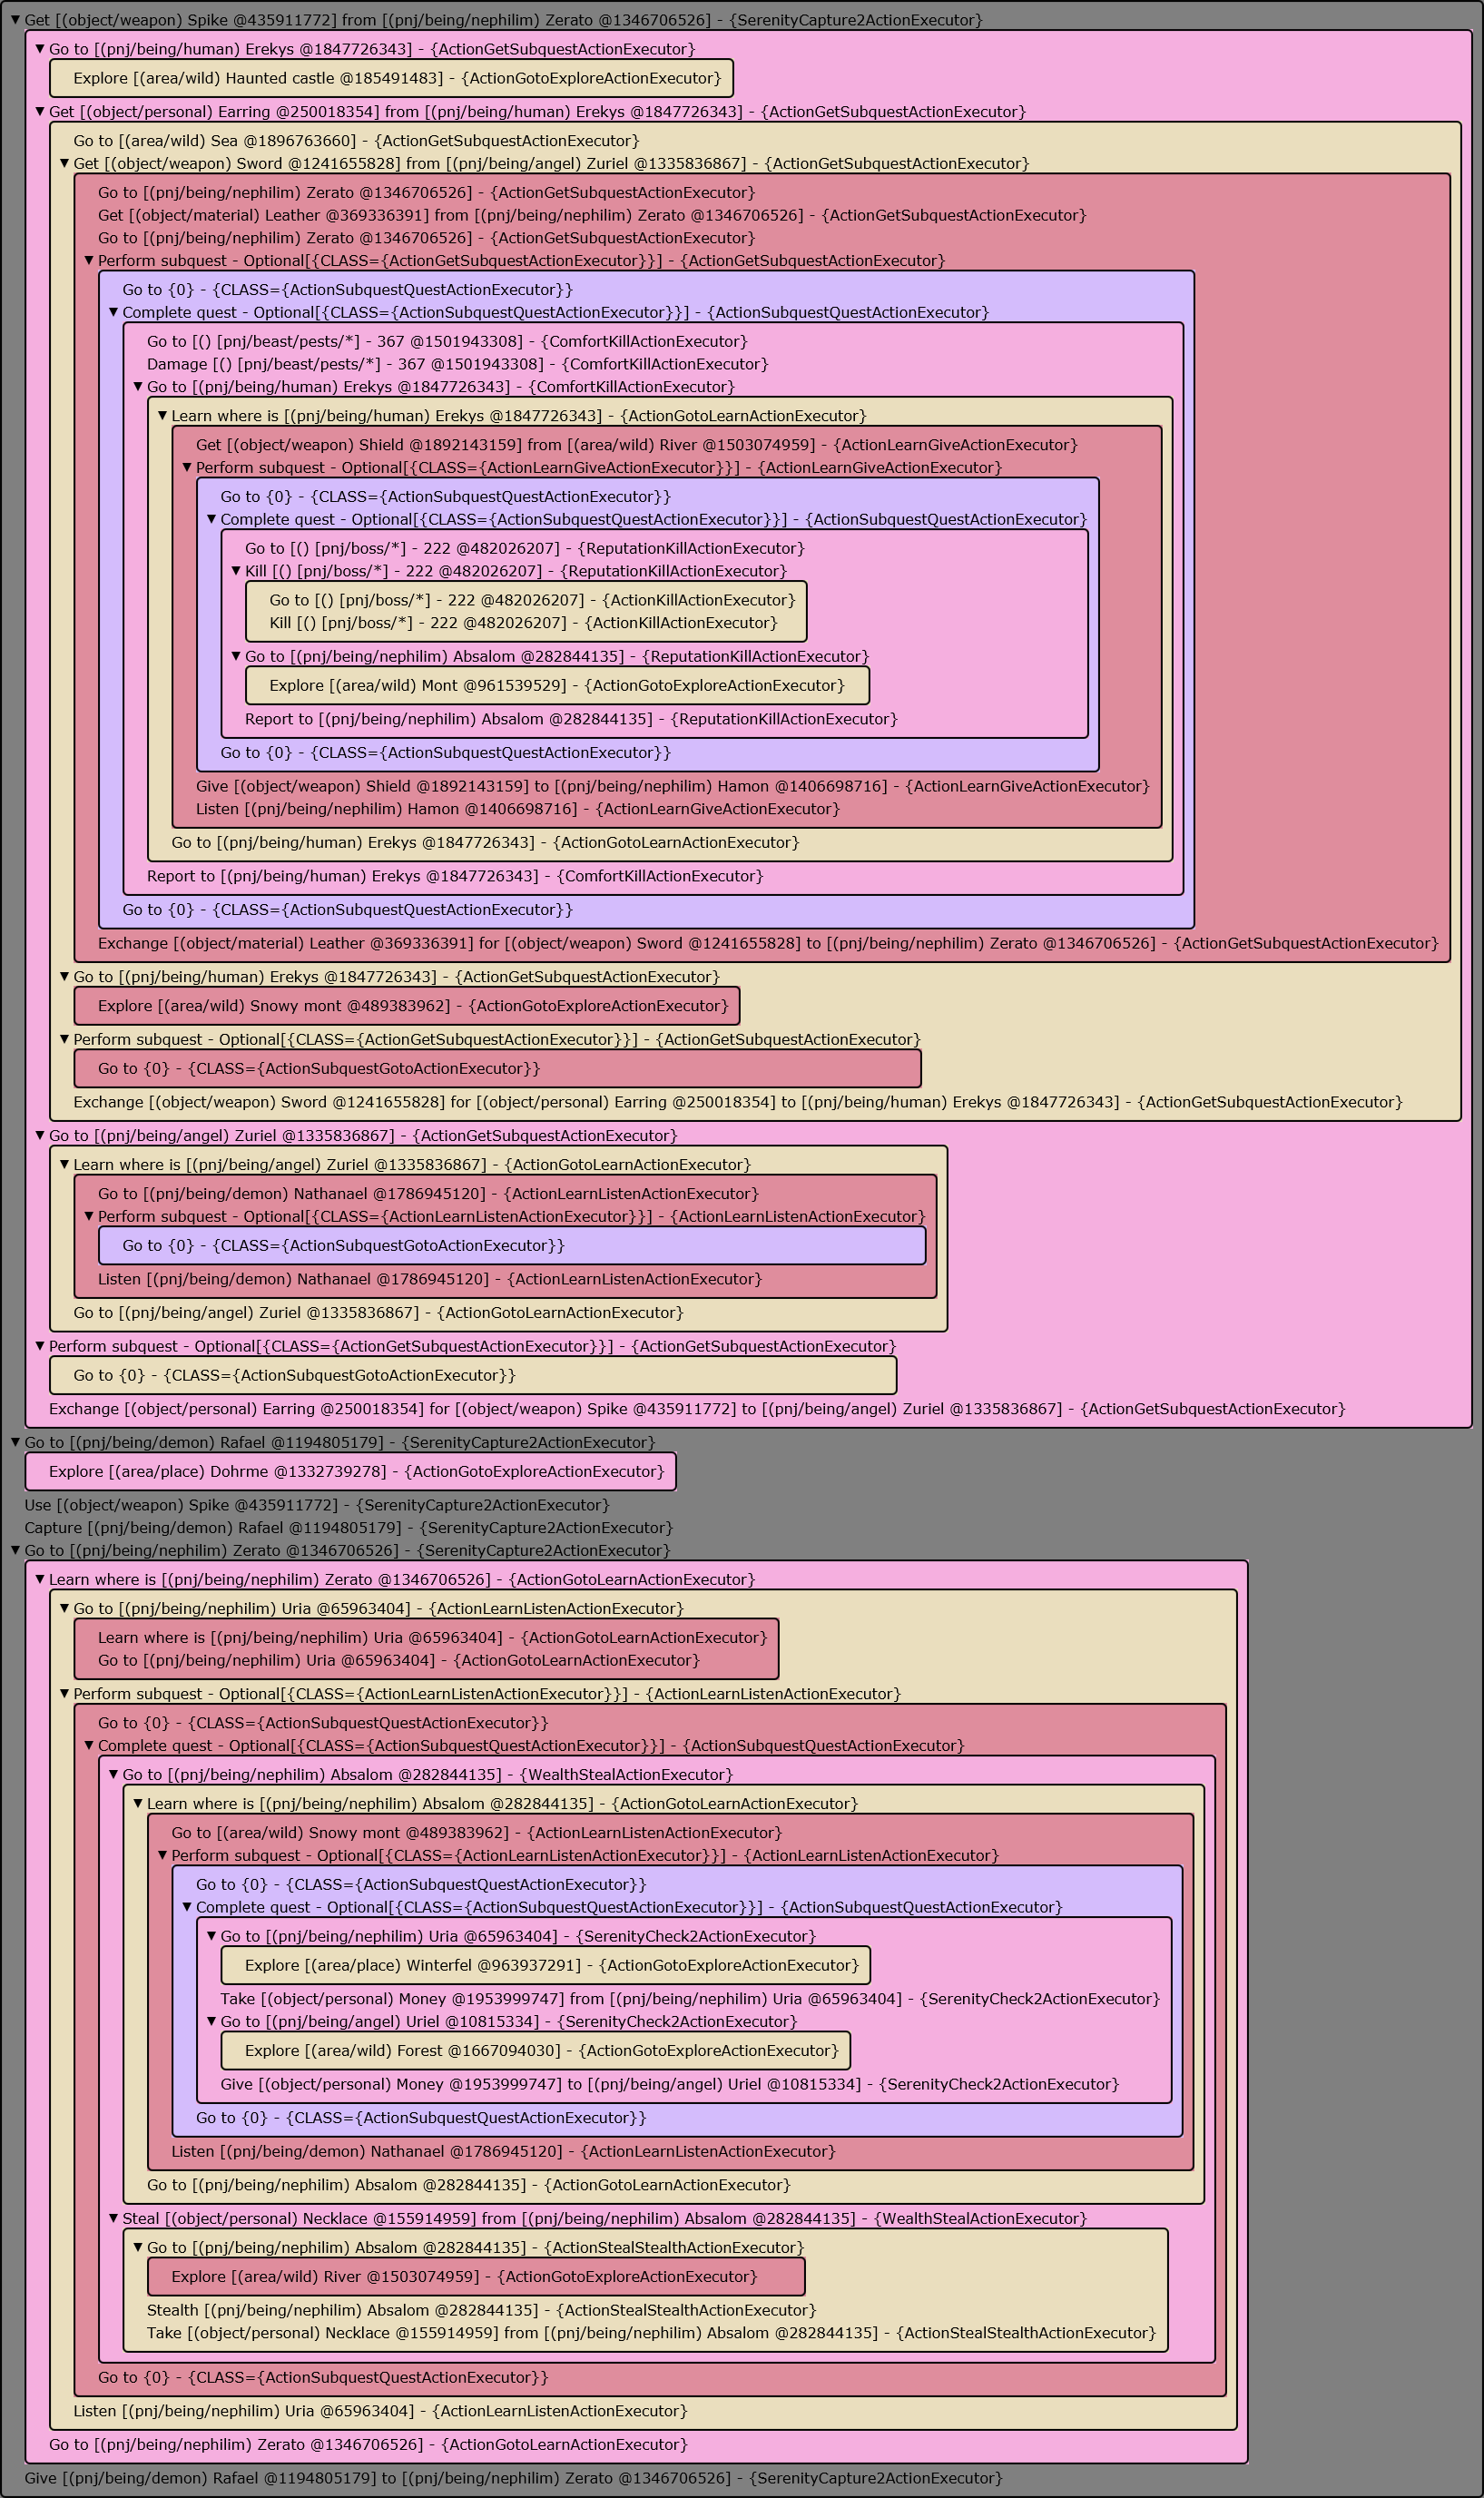 ▼Get [(object/weapon) Spike @435911772] from [(pnj/being/nephilim) Zerato @1346706526] - {SerenityCapture2ActionExecutor}
▼Go to [(pnj/being/human) Erekys @1847726343] - {ActionGetSubquestActionExecutor}
Explore [(area/wild) Haunted castle @185491483] - {ActionGotoExploreActionExecutor}
▼Get [(object/personal) Earring @250018354] from [(pnj/being/human) Erekys @1847726343] - {ActionGetSubquestActionExecutor}
Go to [(area/wild) Sea @1896763660] - {ActionGetSubquestActionExecutor}
▼Get [(object/weapon) Sword @1241655828] from [(pnj/being/angel) Zuriel @1335836867] - {ActionGetSubquestActionExecutor}
Go to [(pnj/being/nephilim) Zerato @1346706526] - {ActionGetSubquestActionExecutor}
Get [(object/material) Leather @369336391] from [(pnj/being/nephilim) Zerato @1346706526] - {ActionGetSubquestActionExecutor}
Go to [(pnj/being/nephilim) Zerato @1346706526] - {ActionGetSubquestActionExecutor}
▼Perform subquest - Optional[{CLASS={ActionGetSubquestActionExecutor}}] - {ActionGetSubquestActionExecutor}
Go to {0} - {CLASS={ActionSubquestQuestActionExecutor}}
▼Complete quest - Optional[{CLASS={ActionSubquestQuestActionExecutor}}] - {ActionSubquestQuestActionExecutor}
Go to [() [pnj/beast/pests/*] - 367 @1501943308] - {ComfortKillActionExecutor}
Damage [() [pnj/beast/pests/*] - 367 @1501943308] - {ComfortKillActionExecutor}
▼Go to [(pnj/being/human) Erekys @1847726343] - {ComfortKillActionExecutor}
▼Learn where is [(pnj/being/human) Erekys @1847726343] - {ActionGotoLearnActionExecutor}
Get [(object/weapon) Shield @1892143159] from [(area/wild) River @1503074959] - {ActionLearnGiveActionExecutor}
▼Perform subquest - Optional[{CLASS={ActionLearnGiveActionExecutor}}] - {ActionLearnGiveActionExecutor}
Go to {0} - {CLASS={ActionSubquestQuestActionExecutor}}
▼Complete quest - Optional[{CLASS={ActionSubquestQuestActionExecutor}}] - {ActionSubquestQuestActionExecutor}
Go to [() [pnj/boss/*] - 222 @482026207] - {ReputationKillActionExecutor}
▼Kill [() [pnj/boss/*] - 222 @482026207] - {ReputationKillActionExecutor}
Go to [() [pnj/boss/*] - 222 @482026207] - {ActionKillActionExecutor}
Kill [() [pnj/boss/*] - 222 @482026207] - {ActionKillActionExecutor}
▼Go to [(pnj/being/nephilim) Absalom @282844135] - {ReputationKillActionExecutor}
Explore [(area/wild) Mont @961539529] - {ActionGotoExploreActionExecutor}
Report to [(pnj/being/nephilim) Absalom @282844135] - {ReputationKillActionExecutor}
Go to {0} - {CLASS={ActionSubquestQuestActionExecutor}}
Give [(object/weapon) Shield @1892143159] to [(pnj/being/nephilim) Hamon @1406698716] - {ActionLearnGiveActionExecutor}
Listen [(pnj/being/nephilim) Hamon @1406698716] - {ActionLearnGiveActionExecutor}
Go to [(pnj/being/human) Erekys @1847726343] - {ActionGotoLearnActionExecutor}
Report to [(pnj/being/human) Erekys @1847726343] - {ComfortKillActionExecutor}
Go to {0} - {CLASS={ActionSubquestQuestActionExecutor}}
Exchange [(object/material) Leather @369336391] for [(object/weapon) Sword @1241655828] to [(pnj/being/nephilim) Zerato @1346706526] - {ActionGetSubquestActionExecutor}
▼Go to [(pnj/being/human) Erekys @1847726343] - {ActionGetSubquestActionExecutor}
Explore [(area/wild) Snowy mont @489383962] - {ActionGotoExploreActionExecutor}
▼Perform subquest - Optional[{CLASS={ActionGetSubquestActionExecutor}}] - {ActionGetSubquestActionExecutor}
Go to {0} - {CLASS={ActionSubquestGotoActionExecutor}}
Exchange [(object/weapon) Sword @1241655828] for [(object/personal) Earring @250018354] to [(pnj/being/human) Erekys @1847726343] - {ActionGetSubquestActionExecutor}
▼Go to [(pnj/being/angel) Zuriel @1335836867] - {ActionGetSubquestActionExecutor}
▼Learn where is [(pnj/being/angel) Zuriel @1335836867] - {ActionGotoLearnActionExecutor}
Go to [(pnj/being/demon) Nathanael @1786945120] - {ActionLearnListenActionExecutor}
▼Perform subquest - Optional[{CLASS={ActionLearnListenActionExecutor}}] - {ActionLearnListenActionExecutor}
Go to {0} - {CLASS={ActionSubquestGotoActionExecutor}}
Listen [(pnj/being/demon) Nathanael @1786945120] - {ActionLearnListenActionExecutor}
Go to [(pnj/being/angel) Zuriel @1335836867] - {ActionGotoLearnActionExecutor}
▼Perform subquest - Optional[{CLASS={ActionGetSubquestActionExecutor}}] - {ActionGetSubquestActionExecutor}
Go to {0} - {CLASS={ActionSubquestGotoActionExecutor}}
Exchange [(object/personal) Earring @250018354] for [(object/weapon) Spike @435911772] to [(pnj/being/angel) Zuriel @1335836867] - {ActionGetSubquestActionExecutor}
▼Go to [(pnj/being/demon) Rafael @1194805179] - {SerenityCapture2ActionExecutor}
Explore [(area/place) Dohrme @1332739278] - {ActionGotoExploreActionExecutor}
Use [(object/weapon) Spike @435911772] - {SerenityCapture2ActionExecutor}
Capture [(pnj/being/demon) Rafael @1194805179] - {SerenityCapture2ActionExecutor}
▼Go to [(pnj/being/nephilim) Zerato @1346706526] - {SerenityCapture2ActionExecutor}
▼Learn where is [(pnj/being/nephilim) Zerato @1346706526] - {ActionGotoLearnActionExecutor}
▼Go to [(pnj/being/nephilim) Uria @65963404] - {ActionLearnListenActionExecutor}
Learn where is [(pnj/being/nephilim) Uria @65963404] - {ActionGotoLearnActionExecutor}
Go to [(pnj/being/nephilim) Uria @65963404] - {ActionGotoLearnActionExecutor}
▼Perform subquest - Optional[{CLASS={ActionLearnListenActionExecutor}}] - {ActionLearnListenActionExecutor}
Go to {0} - {CLASS={ActionSubquestQuestActionExecutor}}
▼Complete quest - Optional[{CLASS={ActionSubquestQuestActionExecutor}}] - {ActionSubquestQuestActionExecutor}
▼Go to [(pnj/being/nephilim) Absalom @282844135] - {WealthStealActionExecutor}
▼Learn where is [(pnj/being/nephilim) Absalom @282844135] - {ActionGotoLearnActionExecutor}
Go to [(area/wild) Snowy mont @489383962] - {ActionLearnListenActionExecutor}
▼Perform subquest - Optional[{CLASS={ActionLearnListenActionExecutor}}] - {ActionLearnListenActionExecutor}
Go to {0} - {CLASS={ActionSubquestQuestActionExecutor}}
▼Complete quest - Optional[{CLASS={ActionSubquestQuestActionExecutor}}] - {ActionSubquestQuestActionExecutor}
▼Go to [(pnj/being/nephilim) Uria @65963404] - {SerenityCheck2ActionExecutor}
Explore [(area/place) Winterfel @963937291] - {ActionGotoExploreActionExecutor}
Take [(object/personal) Money @1953999747] from [(pnj/being/nephilim) Uria @65963404] - {SerenityCheck2ActionExecutor}
▼Go to [(pnj/being/angel) Uriel @10815334] - {SerenityCheck2ActionExecutor}
Explore [(area/wild) Forest @1667094030] - {ActionGotoExploreActionExecutor}
Give [(object/personal) Money @1953999747] to [(pnj/being/angel) Uriel @10815334] - {SerenityCheck2ActionExecutor}
Go to {0} - {CLASS={ActionSubquestQuestActionExecutor}}
Listen [(pnj/being/demon) Nathanael @1786945120] - {ActionLearnListenActionExecutor}
Go to [(pnj/being/nephilim) Absalom @282844135] - {ActionGotoLearnActionExecutor}
▼Steal [(object/personal) Necklace @155914959] from [(pnj/being/nephilim) Absalom @282844135] - {WealthStealActionExecutor}
▼Go to [(pnj/being/nephilim) Absalom @282844135] - {ActionStealStealthActionExecutor}
Explore [(area/wild) River @1503074959] - {ActionGotoExploreActionExecutor}
Stealth [(pnj/being/nephilim) Absalom @282844135] - {ActionStealStealthActionExecutor}
Take [(object/personal) Necklace @155914959] from [(pnj/being/nephilim) Absalom @282844135] - {ActionStealStealthActionExecutor}
Go to {0} - {CLASS={ActionSubquestQuestActionExecutor}}
Listen [(pnj/being/nephilim) Uria @65963404] - {ActionLearnListenActionExecutor}
Go to [(pnj/being/nephilim) Zerato @1346706526] - {ActionGotoLearnActionExecutor}
Give [(pnj/being/demon) Rafael @1194805179] to [(pnj/being/nephilim) Zerato @1346706526] - {SerenityCapture2ActionExecutor}